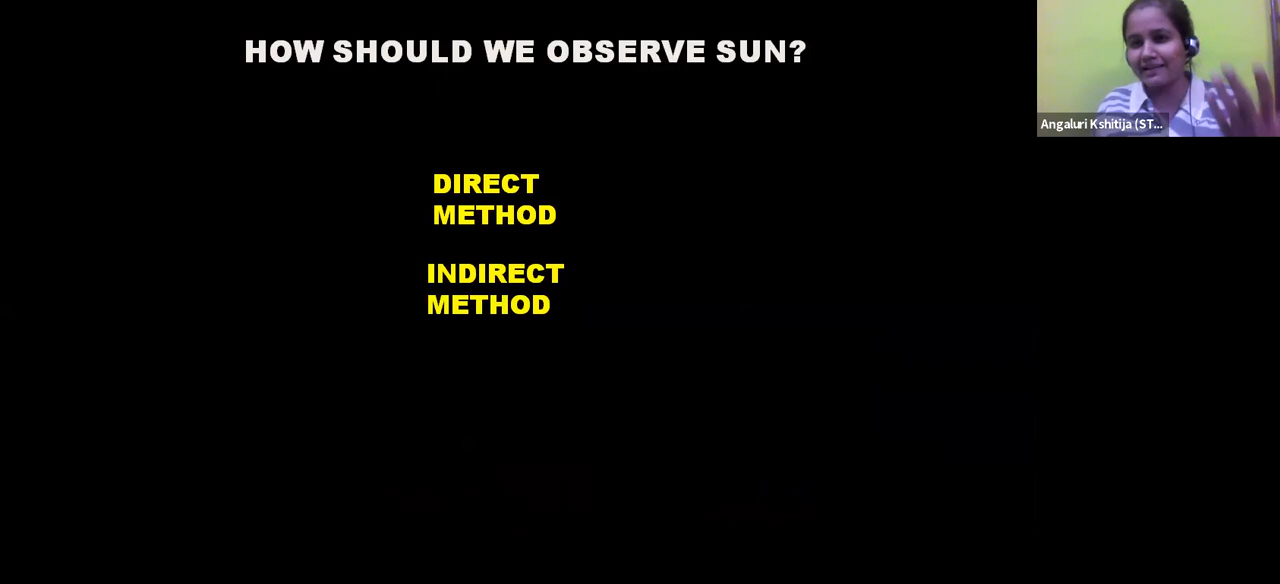 HOW SHOULD WE OBSERVE SUN?
Angaluri Kshitija (ST...
DIRECT
METHOD
INDIRECT
METHOD